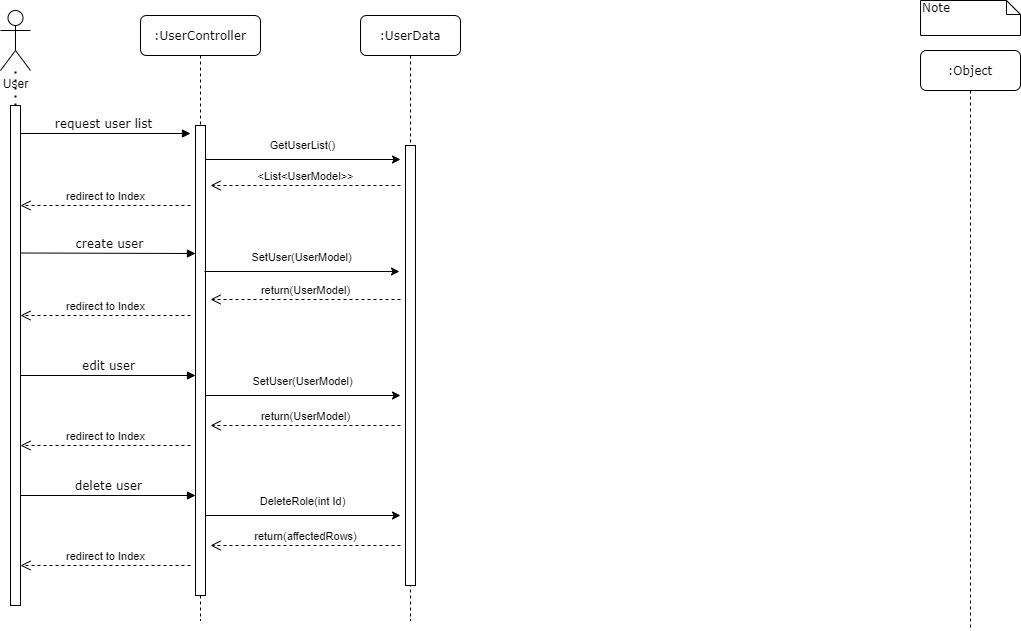 Note
:UserController
:UserData
:Object
User
request user list
GetUserList()
<List<UserModel>>
redirect to Index
create user
SetUser(UserModel)
return(UserModel)
redirect to Index
edit user
SetUser(UserModel)
return(UserModel)
redirect to Index
delete user
DeleteRole(int Id)
return(affectedRows)
redirect to Index